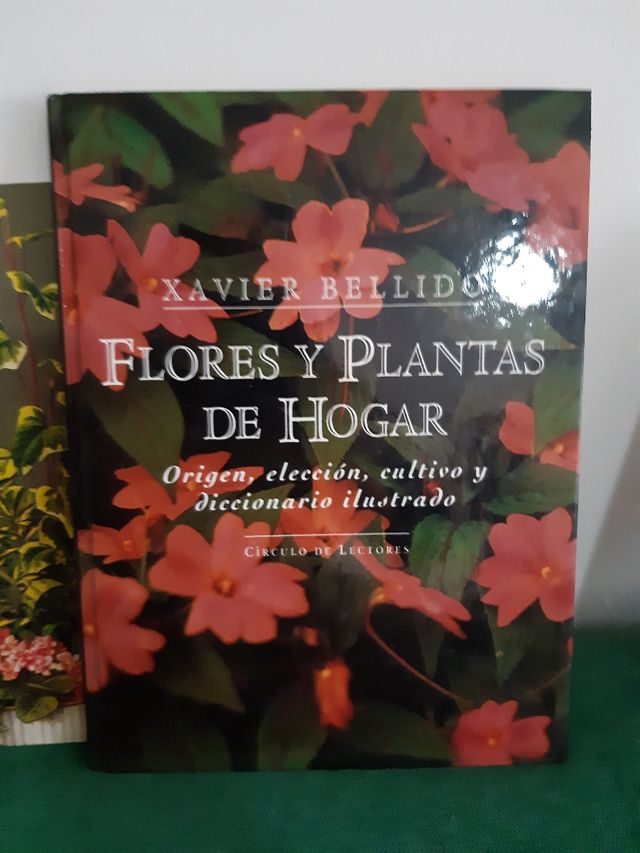 XAVIER BELLIDO
FLORES Y PLANTAS
DE HOGAR
Origen, elección, cultivo y
diccionario ilustrado
CÍRCULO DE LECTORES